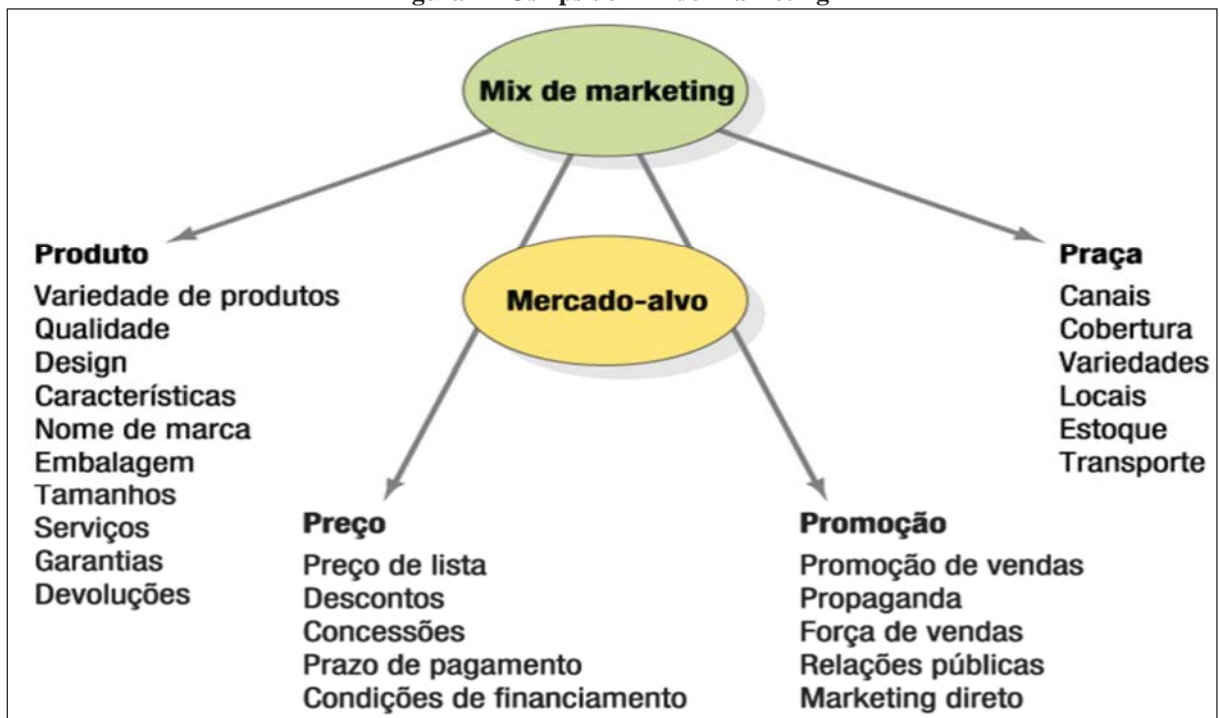 Mix de marketing
Mercado-alvo
Produto
Variedade de produtos
Qualidade
Design
Características
Nome de marca
Embalagem
Tamanhos
Serviços
Garantias
Devoluções
Preço
Preço de lista
Descontos
Concessões
Prazo de pagamento
Condições de financiamento
Promoção
Promoção de vendas
Propaganda
Força de vendas
Relações públicas
Marketing direto
Praça
Canais
Cobertura
Variedades
Locais
Estoque
Transporte